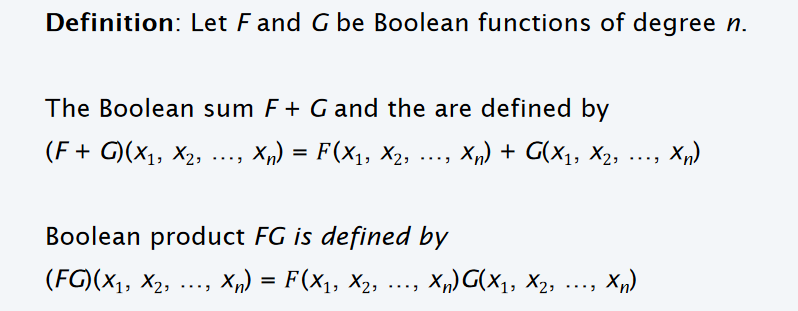 Definition: Let F and G be Boolean functions of degree n.
The Boolean sum F + G and the are defined by
(F + G)(x₁, x₂, …, xₙ) = F(x₁, x₂, …, xₙ) + G(x₁, x₂, …, xₙ)
Boolean product FG is defined by
(FG)(x₁, x₂, …, xₙ) = F(x₁, x₂, …, xₙ)G(x₁, x₂, …, xₙ)